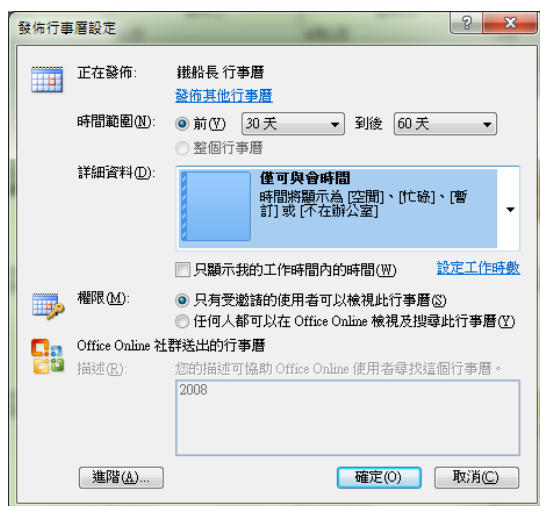 發佈行事曆設定
正在發佈: 鐵船長 行事曆
發佈其他行事曆
時間範圍(N): 前(Y) 30 天 到後 60 天
整個行事曆
詳細資料(D): 僅可與會時間
時間將顯示為 [空閒]、[忙碌]、[暫
訂] 或 [不在辦公室]
只顯示我的工作時間內的時間(W) 設定工作時數
權限(M): 只有受邀請的使用者可以檢視此行事曆(S)
任何人都可以在 Office Online 檢視及搜尋此行事曆(Y)
Office Online 社群送出的行事曆
描述(R): 您的描述可協助 Office Online 使用者尋找這個行事曆。
2008
進階(A)... 確定(O) 取消(C)